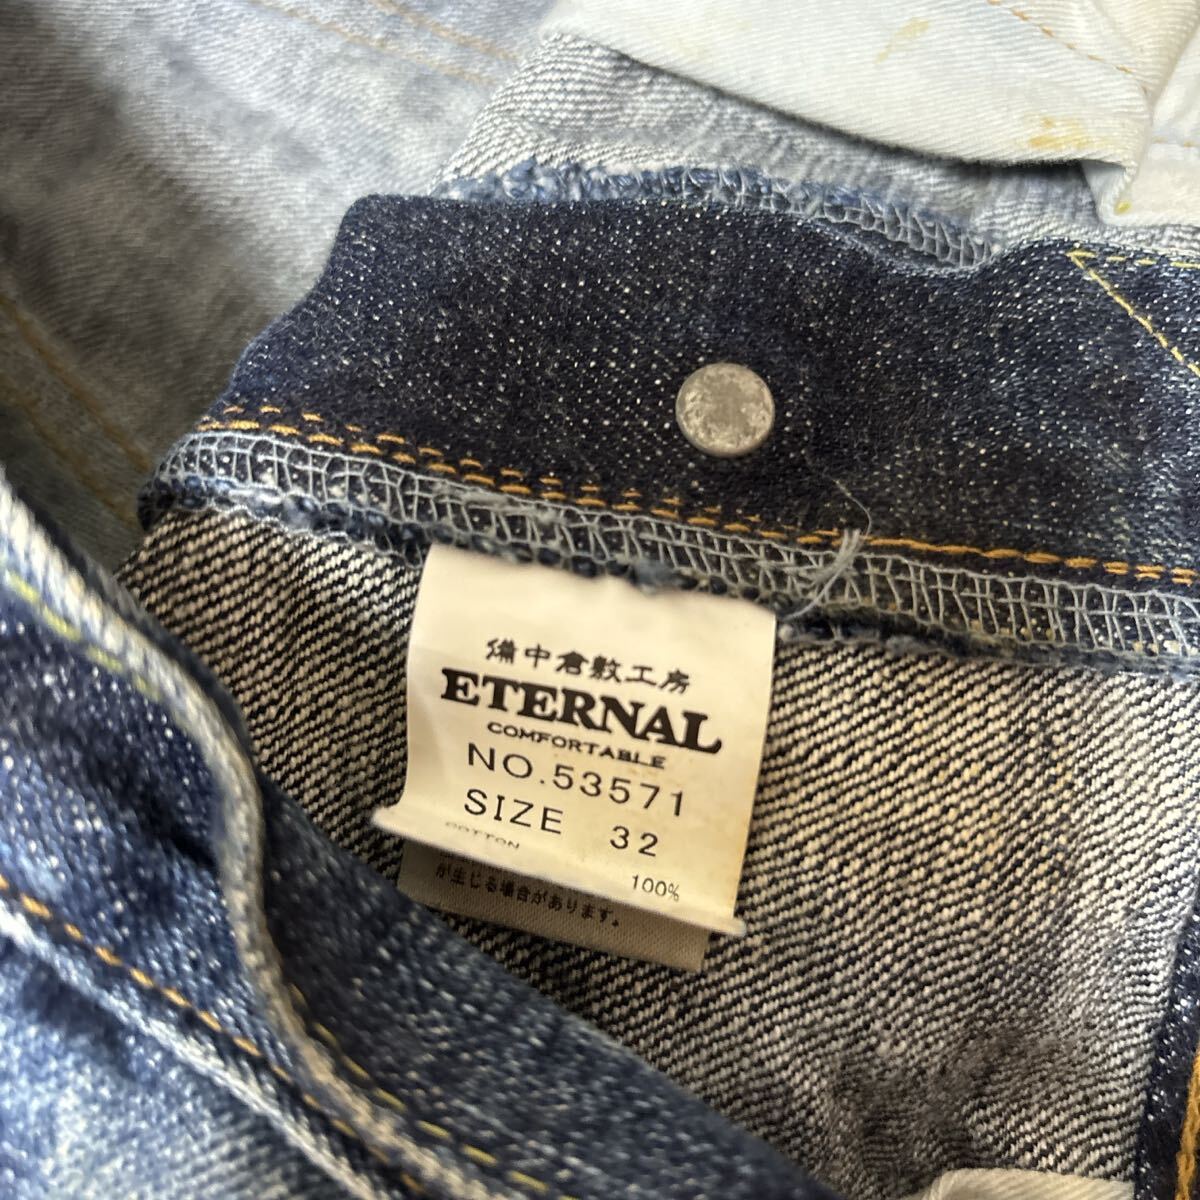 備中倉敷工房
ETERNAL
COMFORTABLE
NO.53571
SIZE 32
COTTON
100%
が生じる場合があります。